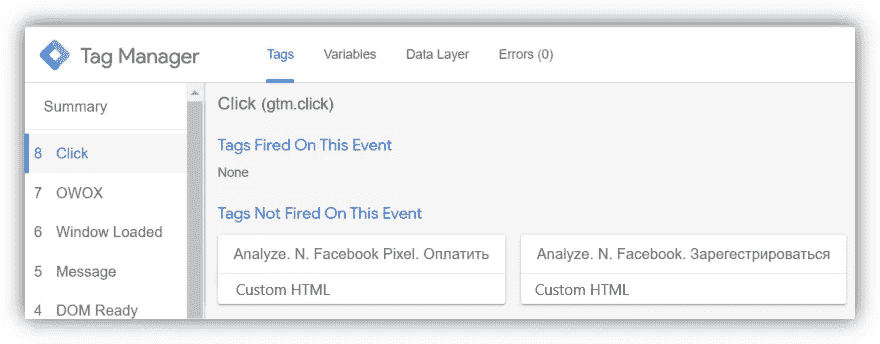 Tag Manager
Tags Variables Data Layer Errors (0)
Summary
8 Click
7 OWOX
6 Window Loaded
5 Message
4 DOM Ready
Click (gtm.click)
Tags Fired On This Event
None
Tags Not Fired On This Event
Analyze. N. Facebook Pixel. Оплатить
Custom HTML
Analyze. N. Facebook. Зарегестрироваться
Custom HTML